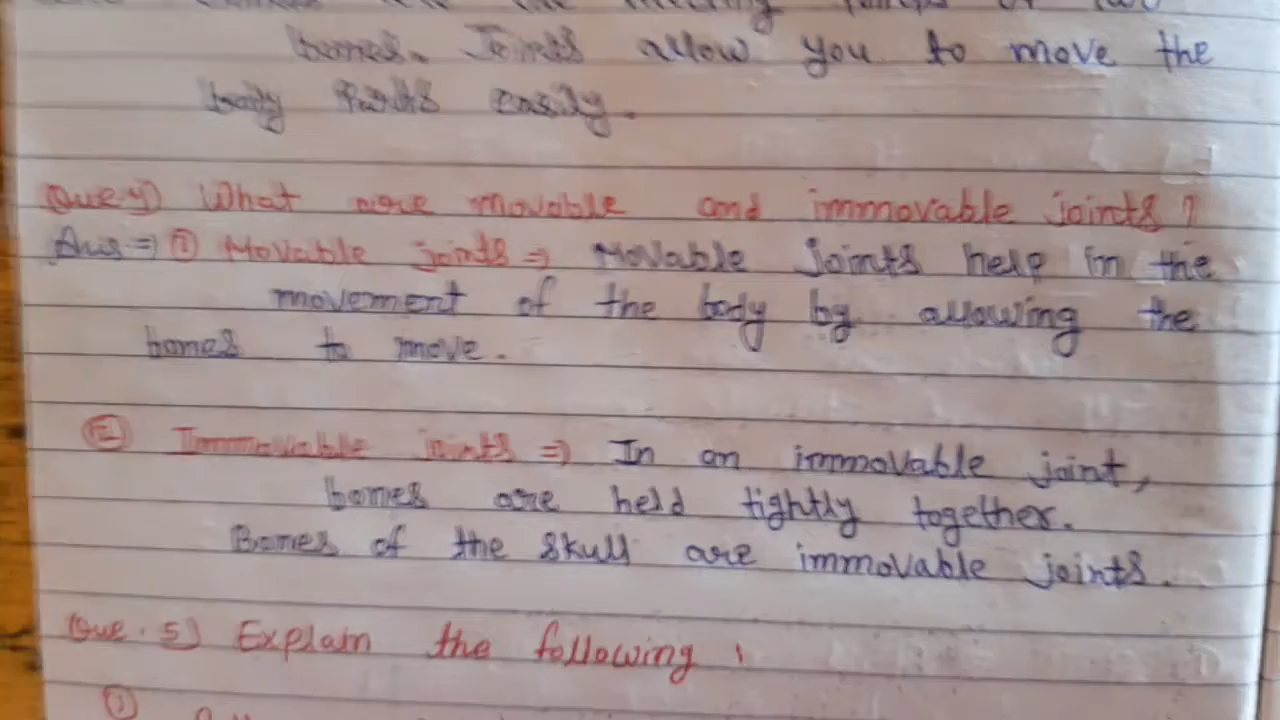 bones. Joints allow you to move the
body parts easily.
Que.4) What are movable and immovable joints ?
Ans. ⇒ ① Movable joints ⇒ Movable Joints help in the
movement of the body by allowing the
bones to move.
② Immovable joints ⇒ In an immovable joint,
bones are held tightly together.
Bones of the skull are immovable joints.
Que. 5) Explain the following :
①